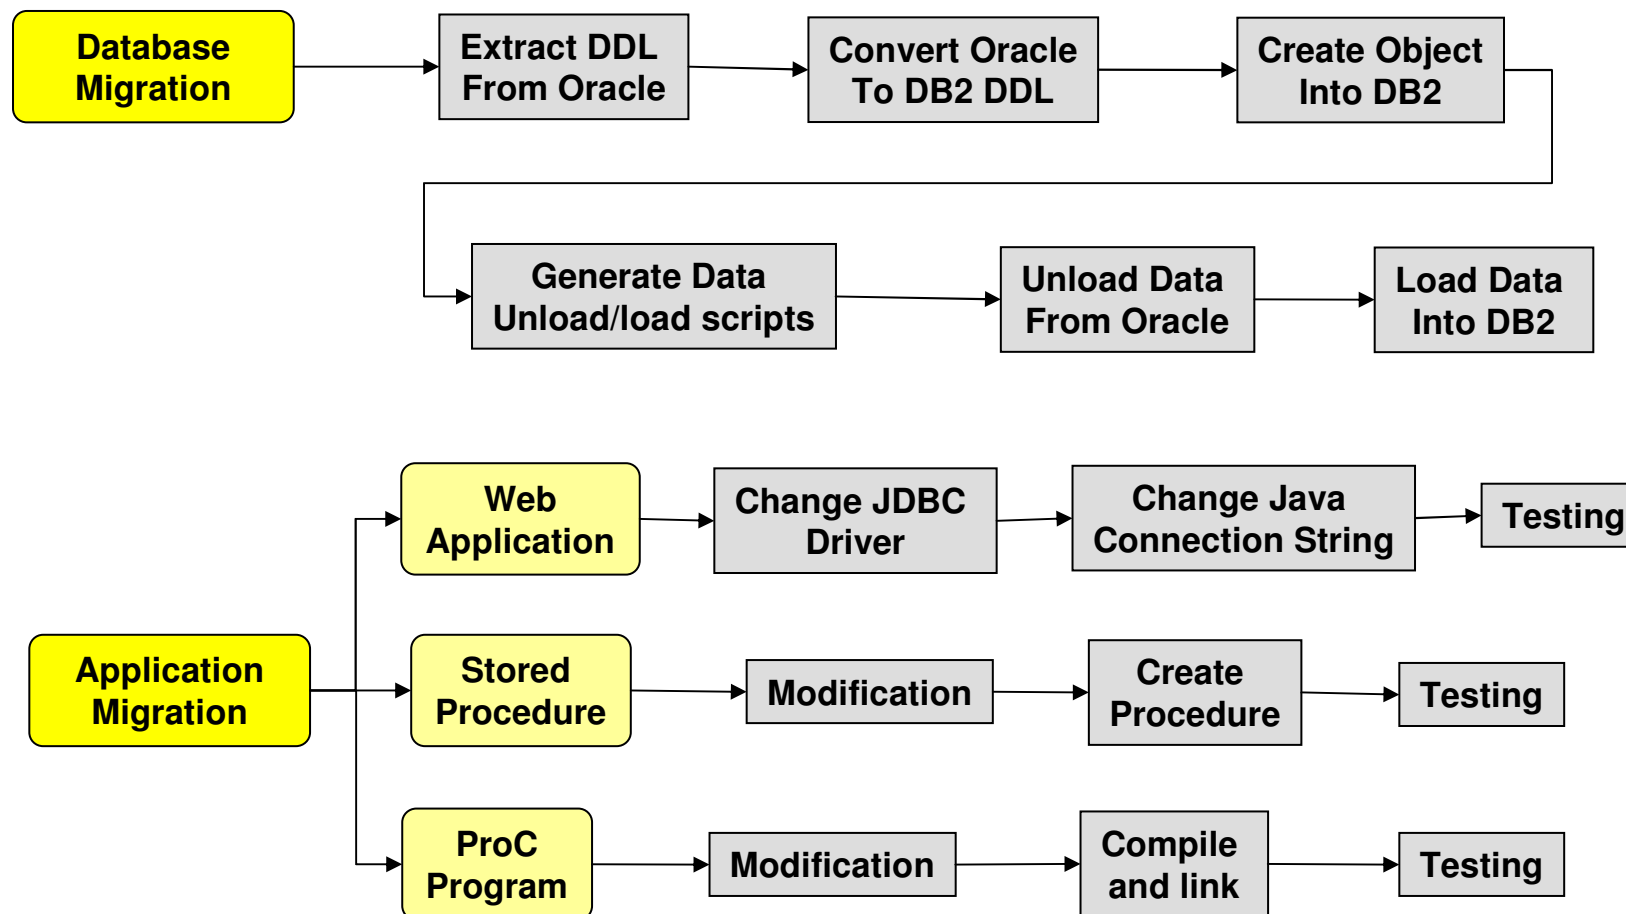 Database
Migration
Extract DDL
From Oracle
Convert Oracle
To DB2 DDL
Create Object
Into DB2
Generate Data
Unload/load scripts
Unload Data
From Oracle
Load Data
Into DB2
Application
Migration
Web
Application
Change JDBC
Driver
Change Java
Connection String
Testing
Stored
Procedure
Modification
Create
Procedure
Testing
ProC
Program
Modification
Compile
and link
Testing